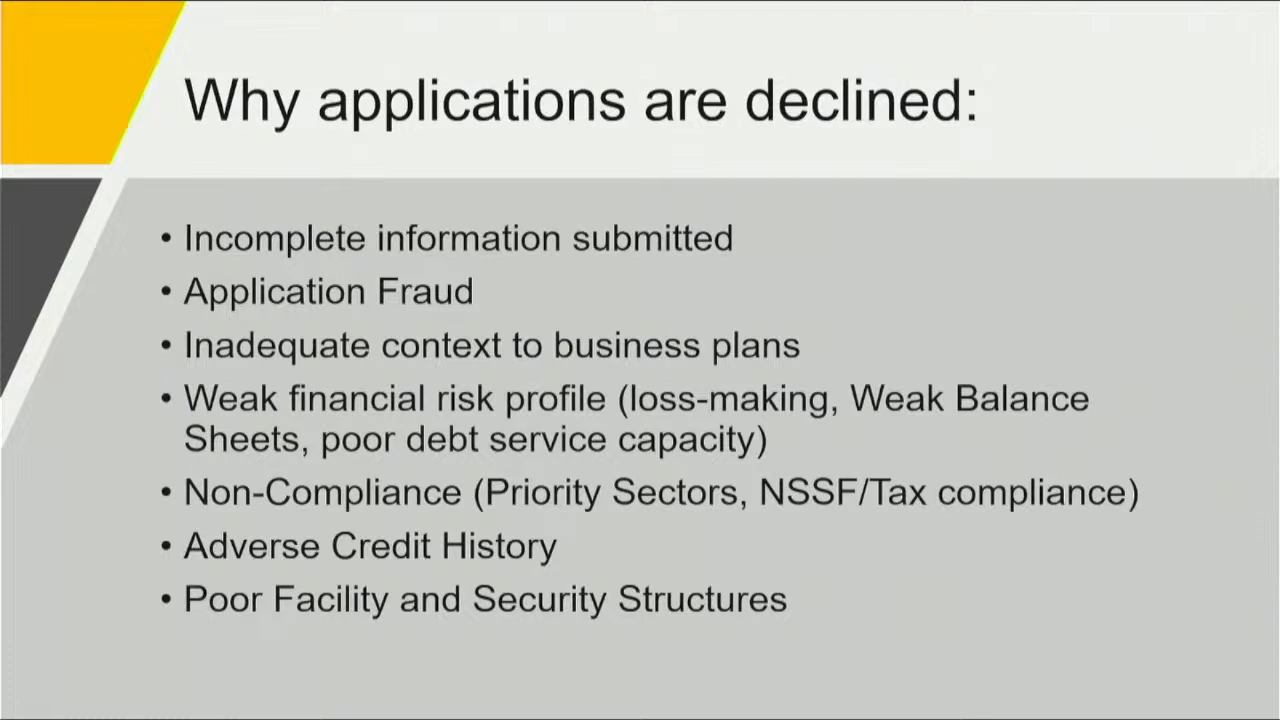 Why applications are declined:
• Incomplete information submitted
• Application Fraud
• Inadequate context to business plans
• Weak financial risk profile (loss-making, Weak Balance
Sheets, poor debt service capacity)
• Non-Compliance (Priority Sectors, NSSF/Tax compliance)
• Adverse Credit History
• Poor Facility and Security Structures